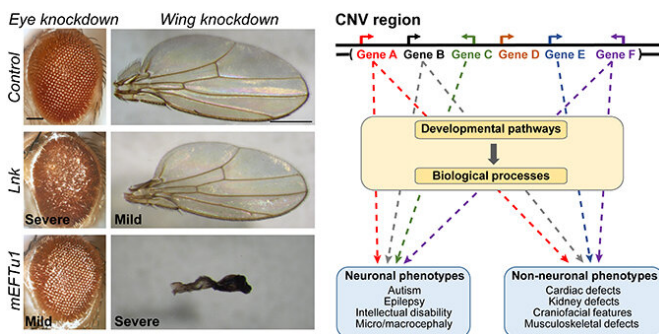 Eye knockdown Wing knockdown
Control
Lnk
Severe
Mild
mEFTu1
Mild
Severe
CNV region
( Gene A Gene B Gene C Gene D Gene E Gene F )
Developmental pathways
Biological processes
Neuronal phenotypes
Autism
Epilepsy
Intellectual disability
Micro/macrocephaly
Non-neuronal phenotypes
Cardiac defects
Kidney defects
Craniofacial features
Musculoskeletal defects